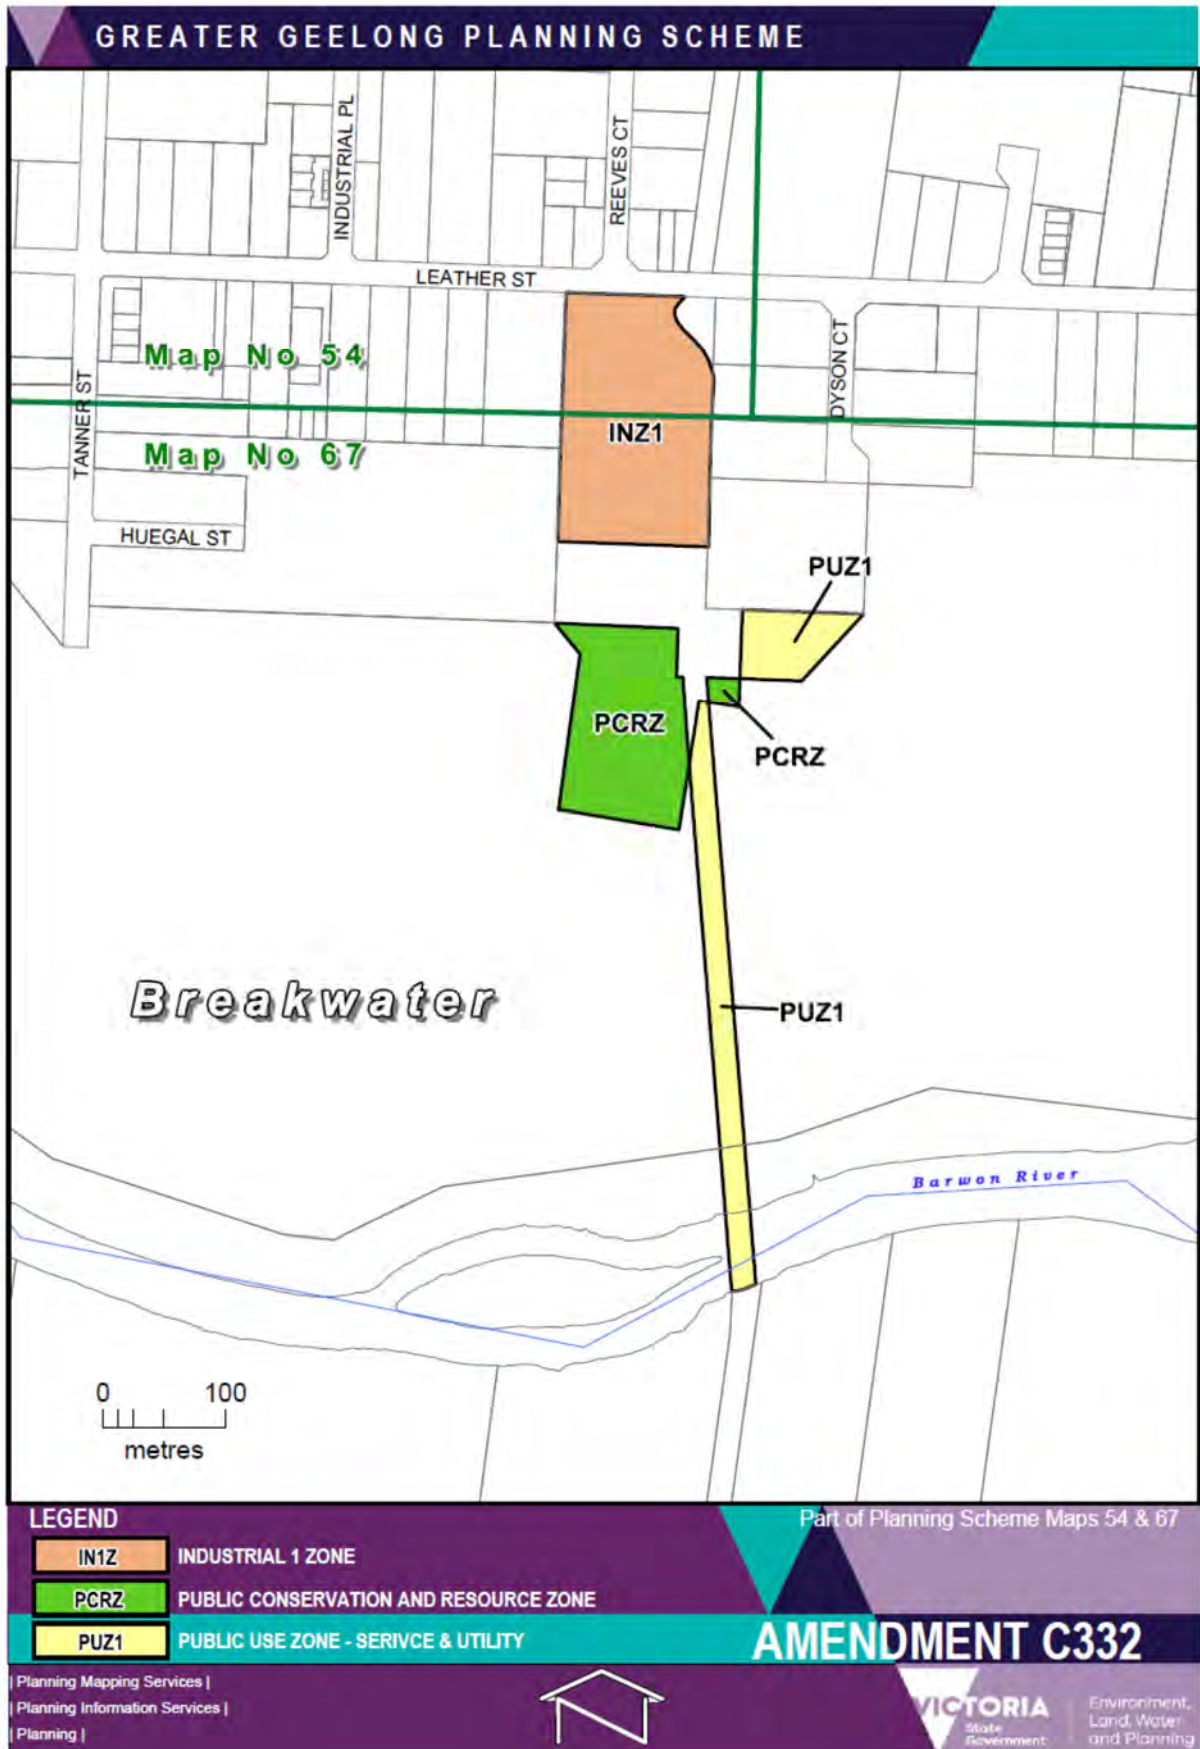 GREATER GEELONG PLANNING SCHEME
INDUSTRIAL PL
REEVES CT
LEATHER ST
Map No 54
DYSON CT
TANNER ST
INZ1
Map No 67
HUEGAL ST
PUZ1
PCRZ
PCRZ
Breakwater
PUZ1
Barwon River
0 100
metres
LEGEND
Part of Planning Scheme Maps 54 & 67
IN1Z INDUSTRIAL 1 ZONE
PCRZ PUBLIC CONSERVATION AND RESOURCE ZONE
PUZ1 PUBLIC USE ZONE - SERIVCE & UTILITY
AMENDMENT C332
| Planning Mapping Services |
| Planning Information Services |
| Planning |
VICTORIA
State
Government
Environment,
Land, Water
and Planning